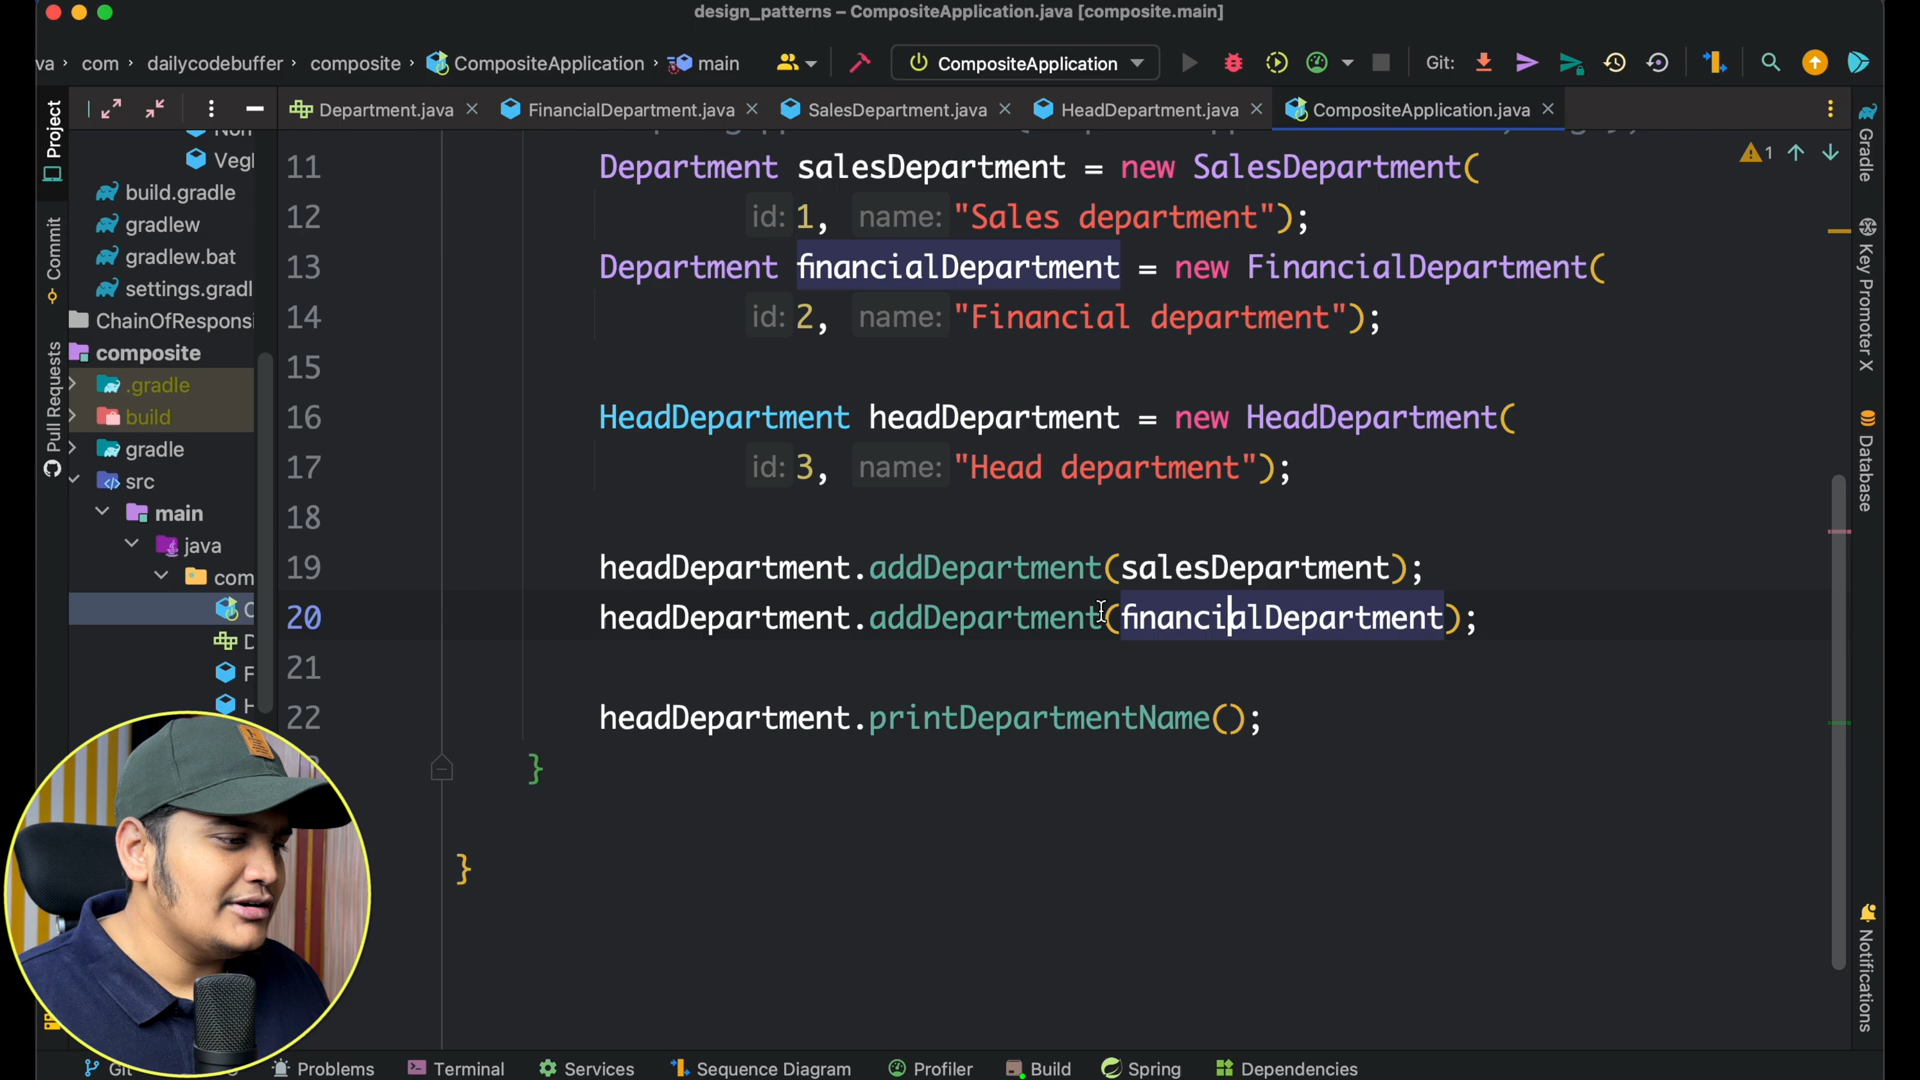 design_patterns – CompositeApplication.java [composite.main]
va › com › dailycodebuffer › composite › CompositeApplication › main
CompositeApplication
Git:
Department.java
FinancialDepartment.java
SalesDepartment.java
HeadDepartment.java
CompositeApplication.java
Project
Commit
Pull Requests
Vegl
build.gradle
gradlew
gradlew.bat
settings.gradl
ChainOfResponsi
composite
.gradle
build
gradle
src
main
java
com
C
D
F
H
11 Department salesDepartment = new SalesDepartment(
12 id: 1, name: "Sales department");
13 Department financialDepartment = new FinancialDepartment(
14 id: 2, name: "Financial department");
15
16 HeadDepartment headDepartment = new HeadDepartment(
17 id: 3, name: "Head department");
18
19 headDepartment.addDepartment(salesDepartment);
20 headDepartment.addDepartment(financialDepartment);
21
22 headDepartment.printDepartmentName();
}
}
1
Gradle
Key Promoter X
Database
Notifications
Git
Problems
Terminal
Services
Sequence Diagram
Profiler
Build
Spring
Dependencies